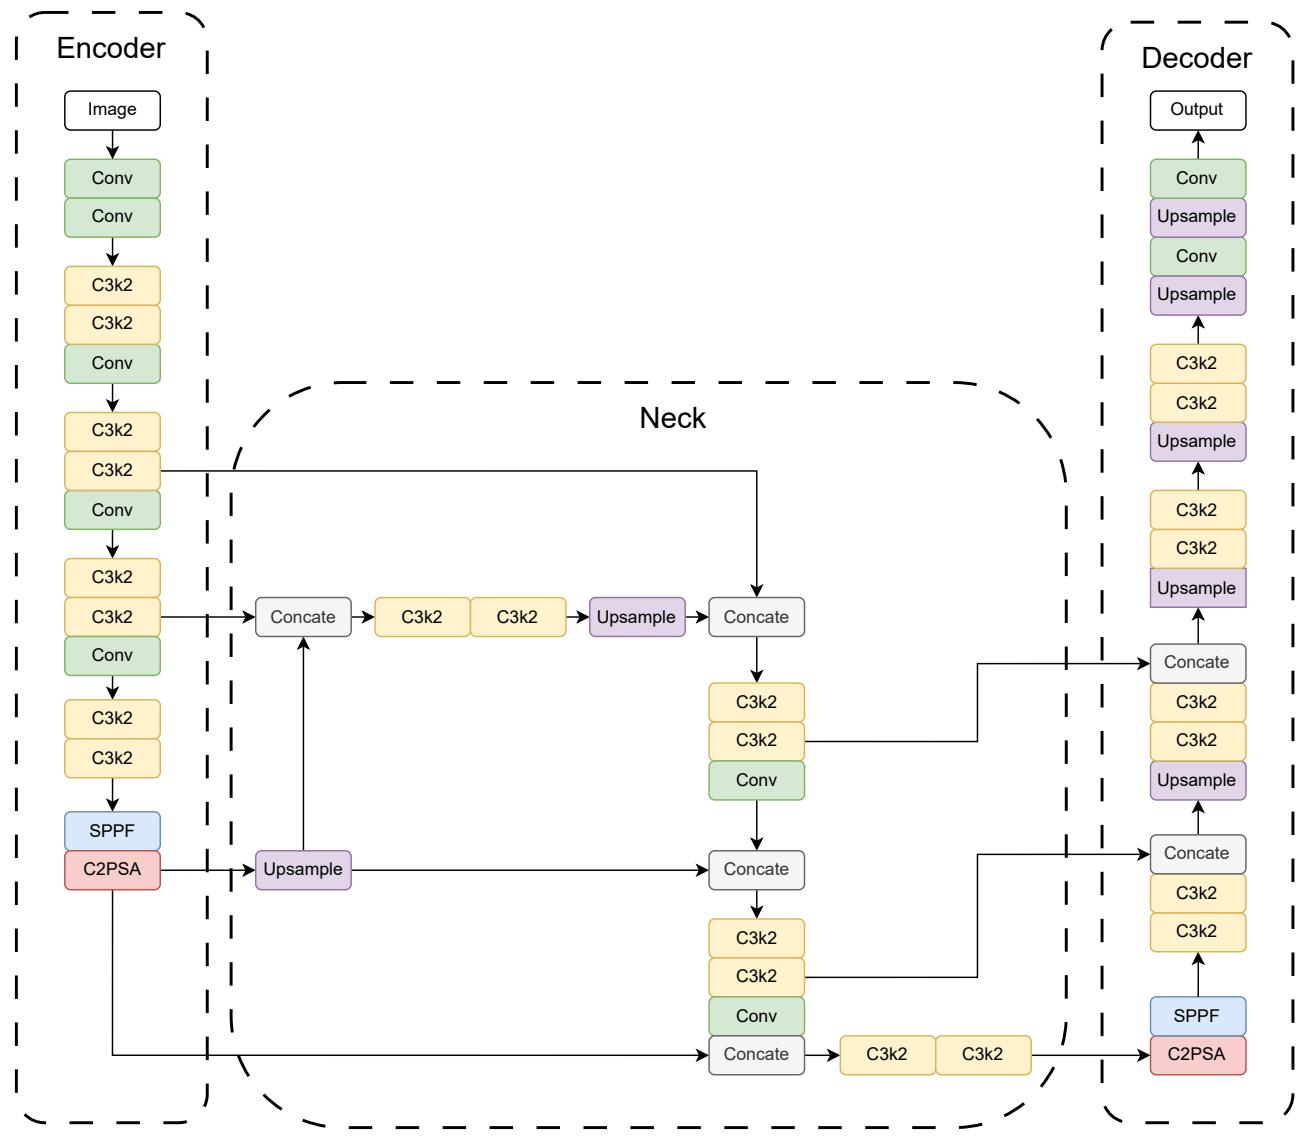 Encoder
Image
Conv
Conv
C3k2
C3k2
Conv
C3k2
C3k2
Conv
C3k2
C3k2
Conv
C3k2
C3k2
SPPF
C2PSA
Neck
Concate
C3k2
C3k2
Upsample
Concate
C3k2
C3k2
Conv
Upsample
Concate
C3k2
C3k2
Conv
Concate
C3k2
C3k2
Decoder
Output
Conv
Upsample
Conv
Upsample
C3k2
C3k2
Upsample
C3k2
C3k2
Upsample
Concate
C3k2
C3k2
Upsample
Concate
C3k2
C3k2
SPPF
C2PSA